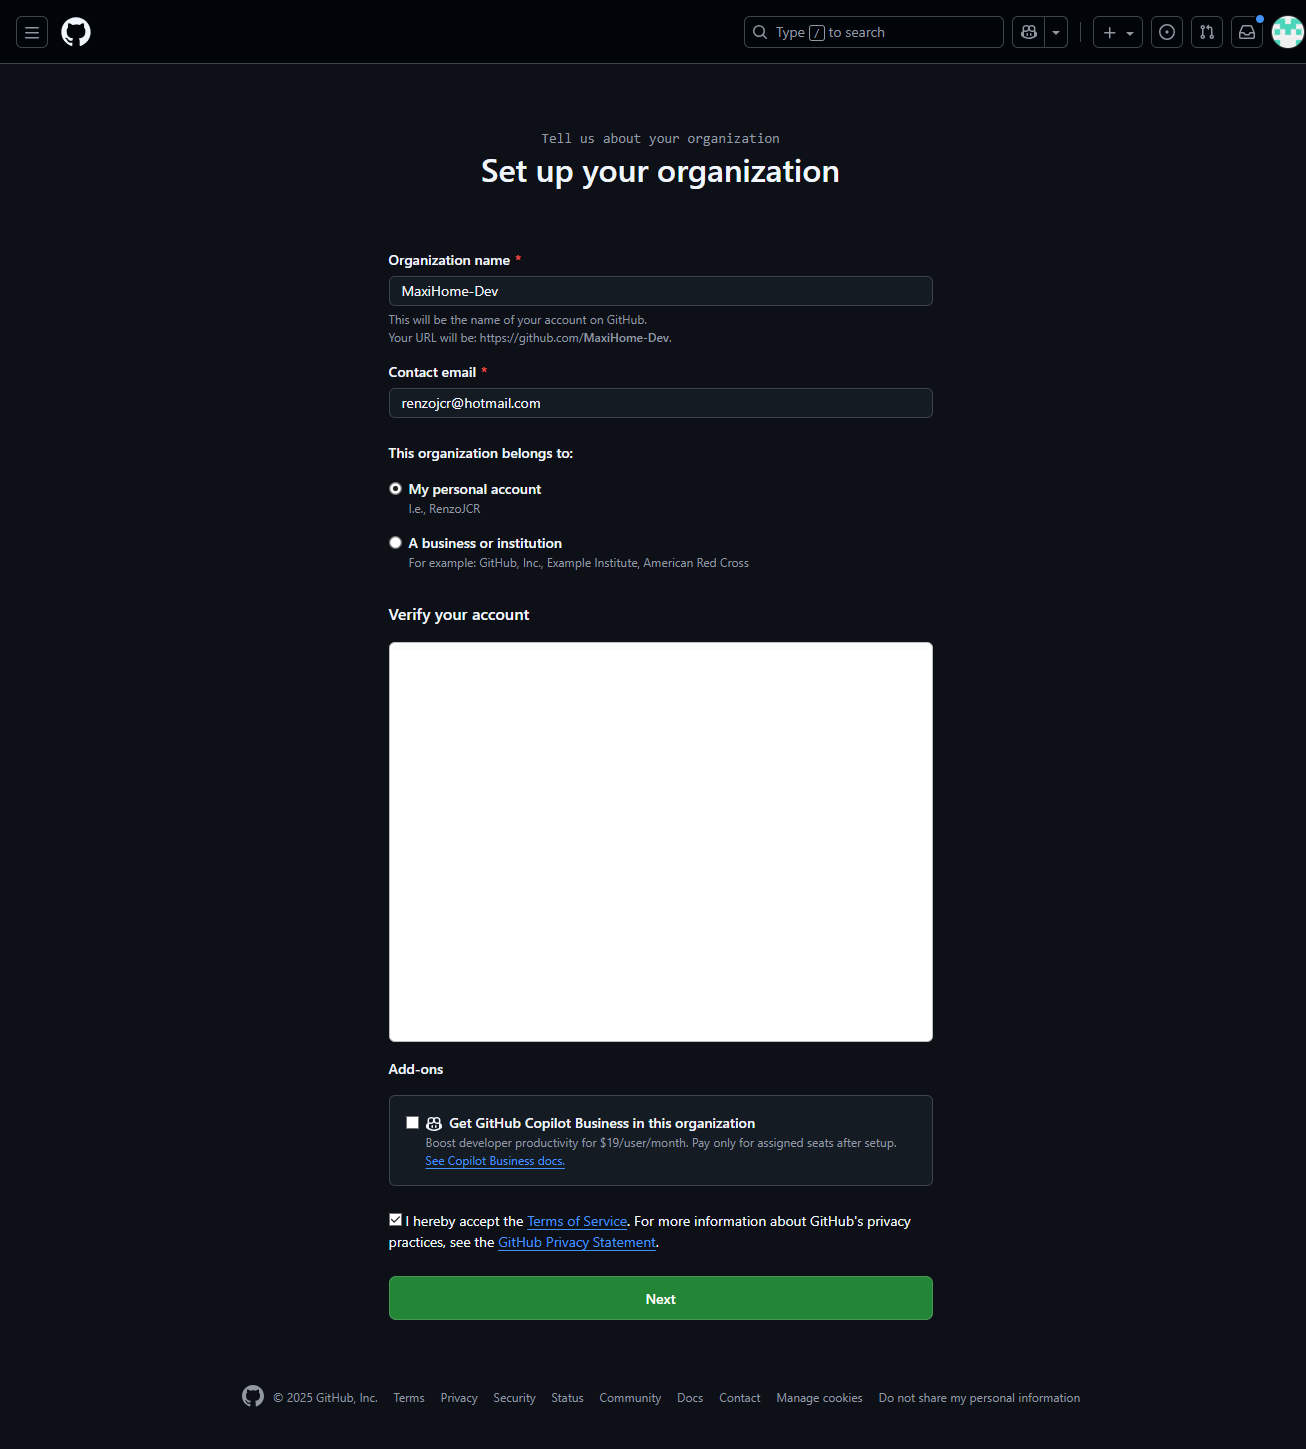 Type / to search
Tell us about your organization
Set up your organization
Organization name *
MaxiHome-Dev
This will be the name of your account on GitHub.
Your URL will be: https://github.com/MaxiHome-Dev.
Contact email *
renzojcr@hotmail.com
This organization belongs to:
My personal account
I.e., RenzoJCR
A business or institution
For example: GitHub, Inc., Example Institute, American Red Cross
Verify your account
Add-ons
Get GitHub Copilot Business in this organization
Boost developer productivity for $19/user/month. Pay only for assigned seats after setup.
See Copilot Business docs.
I hereby accept the Terms of Service. For more information about GitHub's privacy
practices, see the GitHub Privacy Statement.
Next
© 2025 GitHub, Inc. Terms Privacy Security Status Community Docs Contact Manage cookies Do not share my personal information